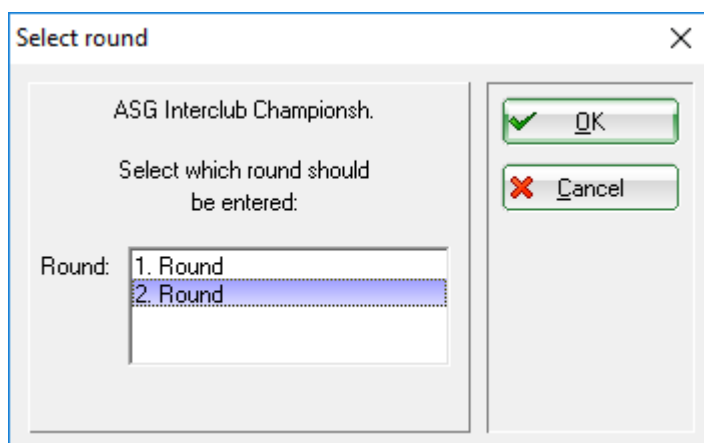 Select round
ASG Interclub Championsh.
Select which round should
be entered:
Round:
1. Round
2. Round
OK
Cancel